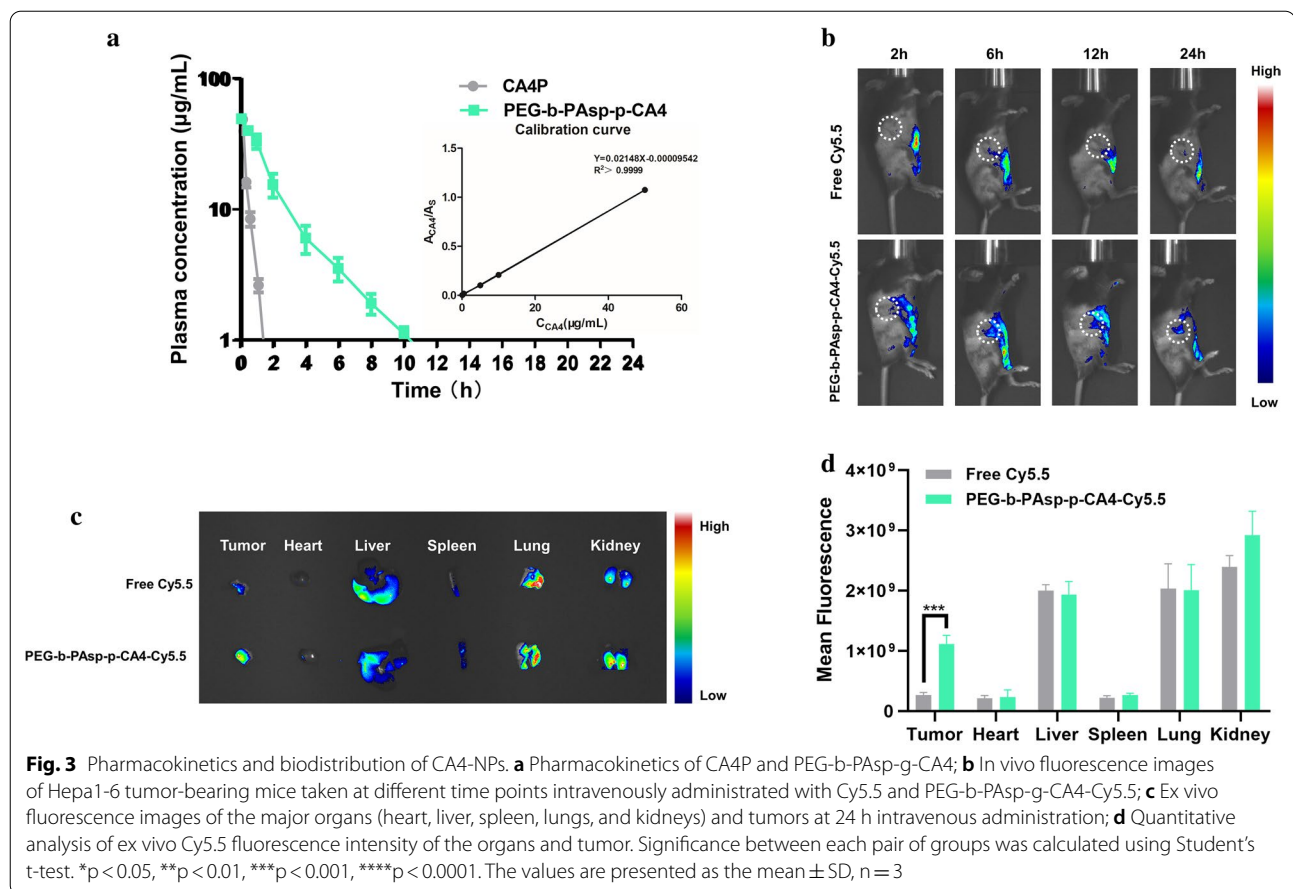 a
100
10
1
Plasma concentration (μg/mL)
0 2 4 6 8 10 12 14 16 18 20 22 24
Time (h)
CA4P
PEG-b-PAsp-p-CA4
Calibration curve
Y=0.02148X-0.00009542
R²> 0.9999
1.5
1.0
0.5
0.0
A_CA4/A_S
0 20 40 60
C_CA4(μg/mL)
b
2h 6h 12h 24h
Free Cy5.5
PEG-b-PAsp-p-CA4-Cy5.5
High
Low
c
Tumor Heart Liver Spleen Lung Kidney
Free Cy5.5
PEG-b-PAsp-p-CA4-Cy5.5
High
Low
d
4×10⁹
3×10⁹
2×10⁹
1×10⁹
0
Mean Fluorescence
Free Cy5.5
PEG-b-PAsp-p-CA4-Cy5.5
***
Tumor Heart Liver Spleen Lung Kidney
Fig. 3 Pharmacokinetics and biodistribution of CA4-NPs. a Pharmacokinetics of CA4P and PEG-b-PAsp-g-CA4; b In vivo fluorescence images
of Hepa1-6 tumor-bearing mice taken at different time points intravenously administrated with Cy5.5 and PEG-b-PAsp-g-CA4-Cy5.5; c Ex vivo
fluorescence images of the major organs (heart, liver, spleen, lungs, and kidneys) and tumors at 24 h intravenous administration; d Quantitative
analysis of ex vivo Cy5.5 fluorescence intensity of the organs and tumor. Significance between each pair of groups was calculated using Student's
t-test. *p < 0.05, **p < 0.01, ***p < 0.001, ****p < 0.0001. The values are presented as the mean ± SD, n = 3